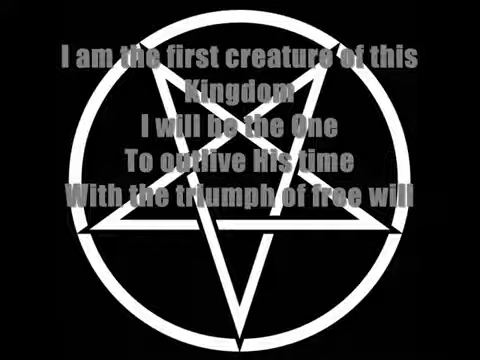 I am the first creature of this
Kingdom
I will be the One
To outlive His time
With the triumph of free will